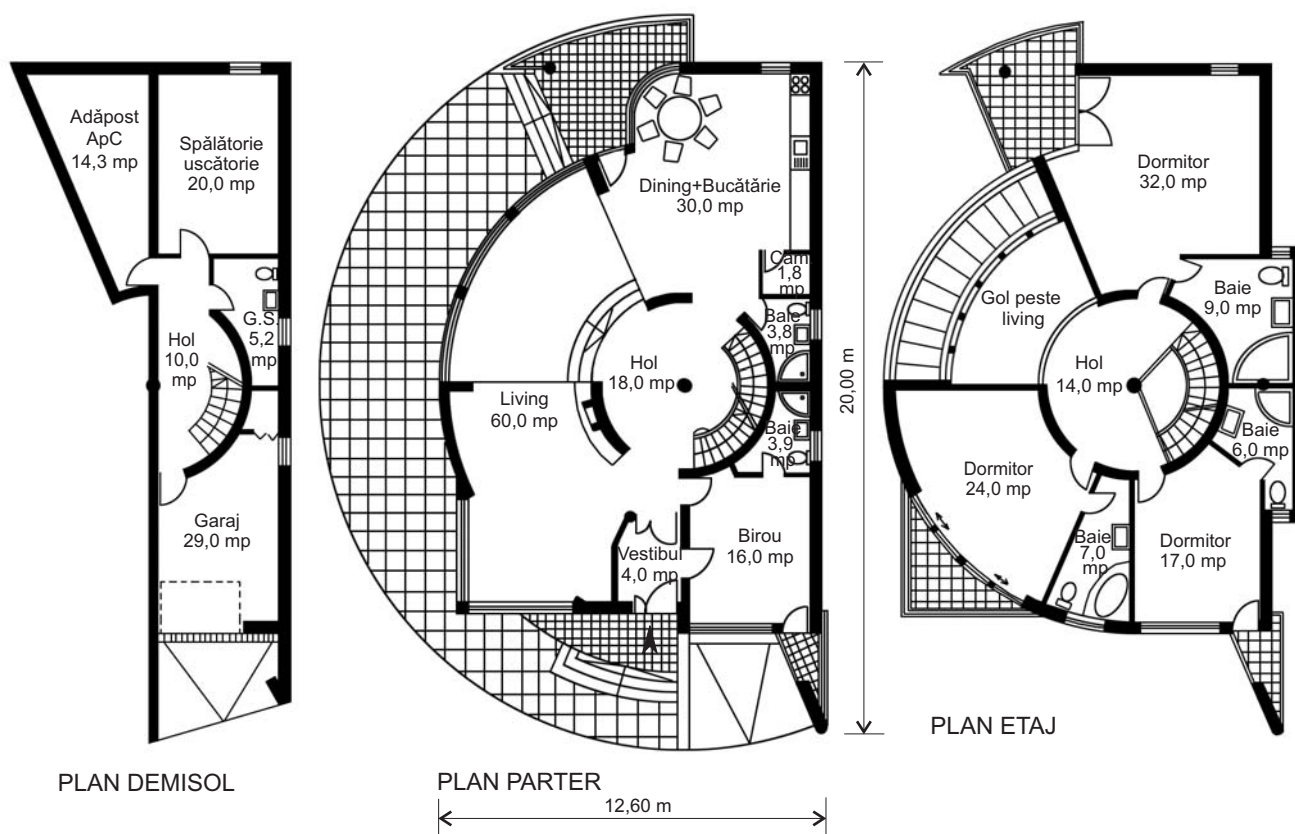 Adăpost
ApC
14,3 mp
Spălătorie
uscătorie
20,0 mp
G.S.
5,2
mp
Hol
10,0
mp
Garaj
29,0 mp
PLAN DEMISOL
Dining+Bucătărie
30,0 mp
Cam
1,8
mp
Baie
3,8
mp
Hol
18,0 mp
Living
60,0 mp
Baie
3,9
mp
Vestibul
4,0 mp
Birou
16,0 mp
PLAN PARTER
12,60 m
20,00 m
Dormitor
32,0 mp
Baie
9,0 mp
Gol peste
living
Hol
14,0 mp
Baie
6,0 mp
Dormitor
24,0 mp
Baie
7,0
mp
Dormitor
17,0 mp
PLAN ETAJ